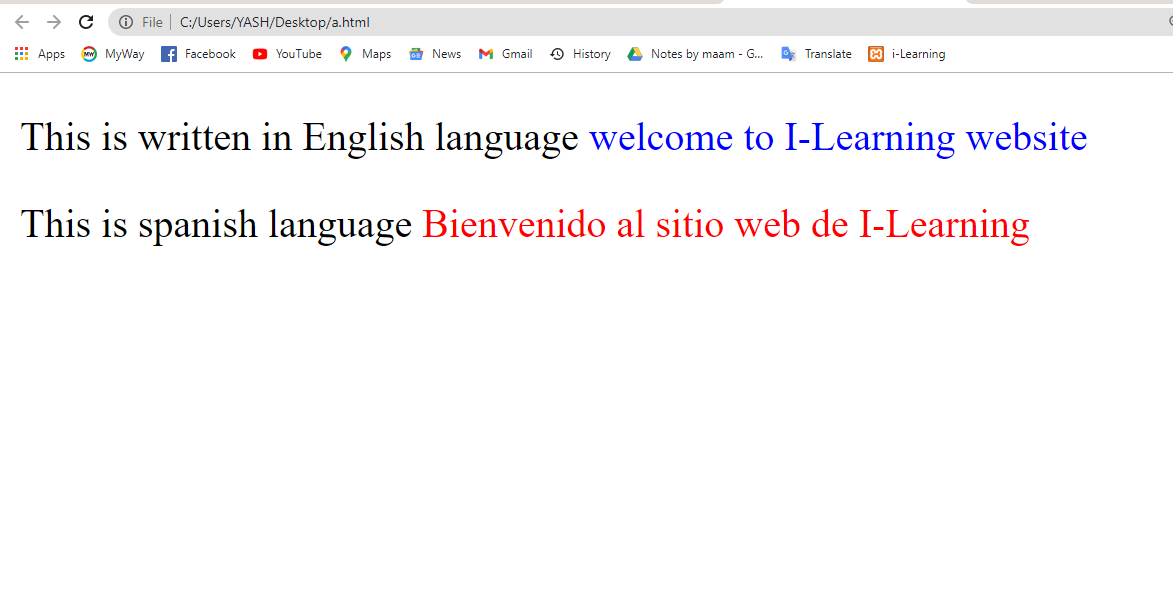 File C:/Users/YASH/Desktop/a.html
Apps MW MyWay Facebook YouTube Maps News Gmail History Notes by maam - G... Translate i-Learning
This is written in English language welcome to I-Learning website
This is spanish language Bienvenido al sitio web de I-Learning